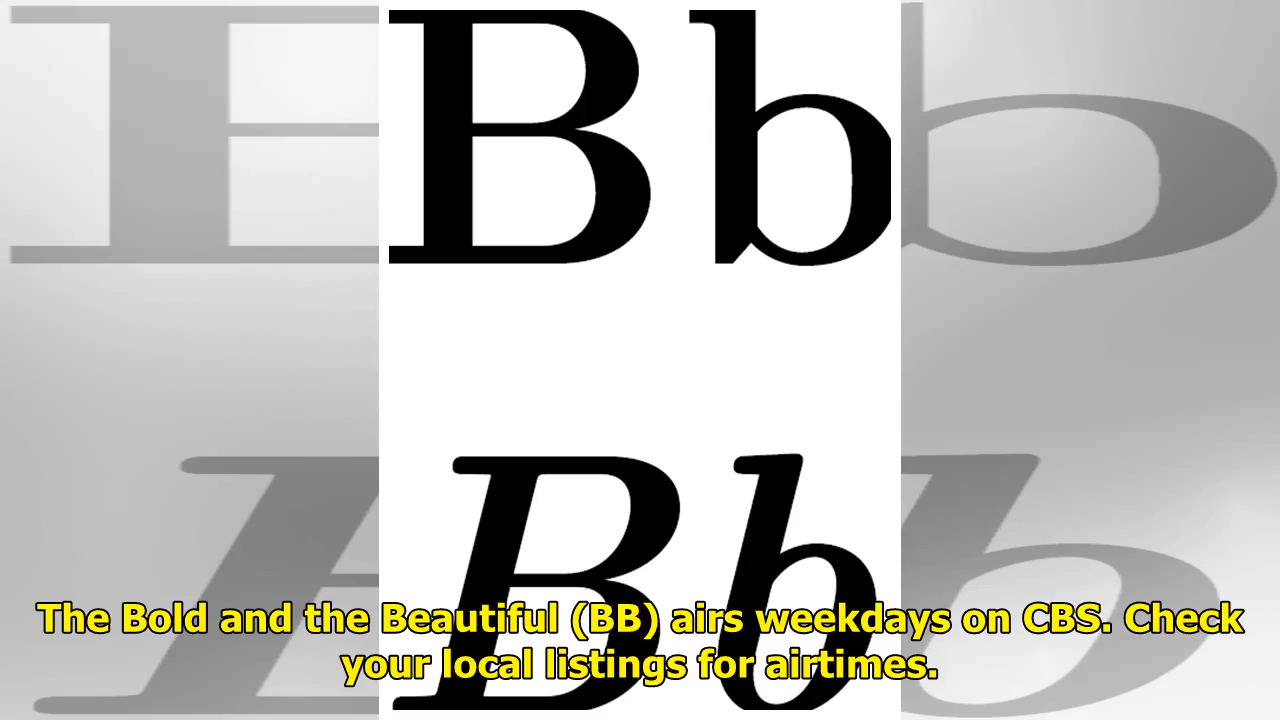 Bb
Bb
The Bold and the Beautiful (BB) airs weekdays on CBS. Check
your local listings for airtimes.